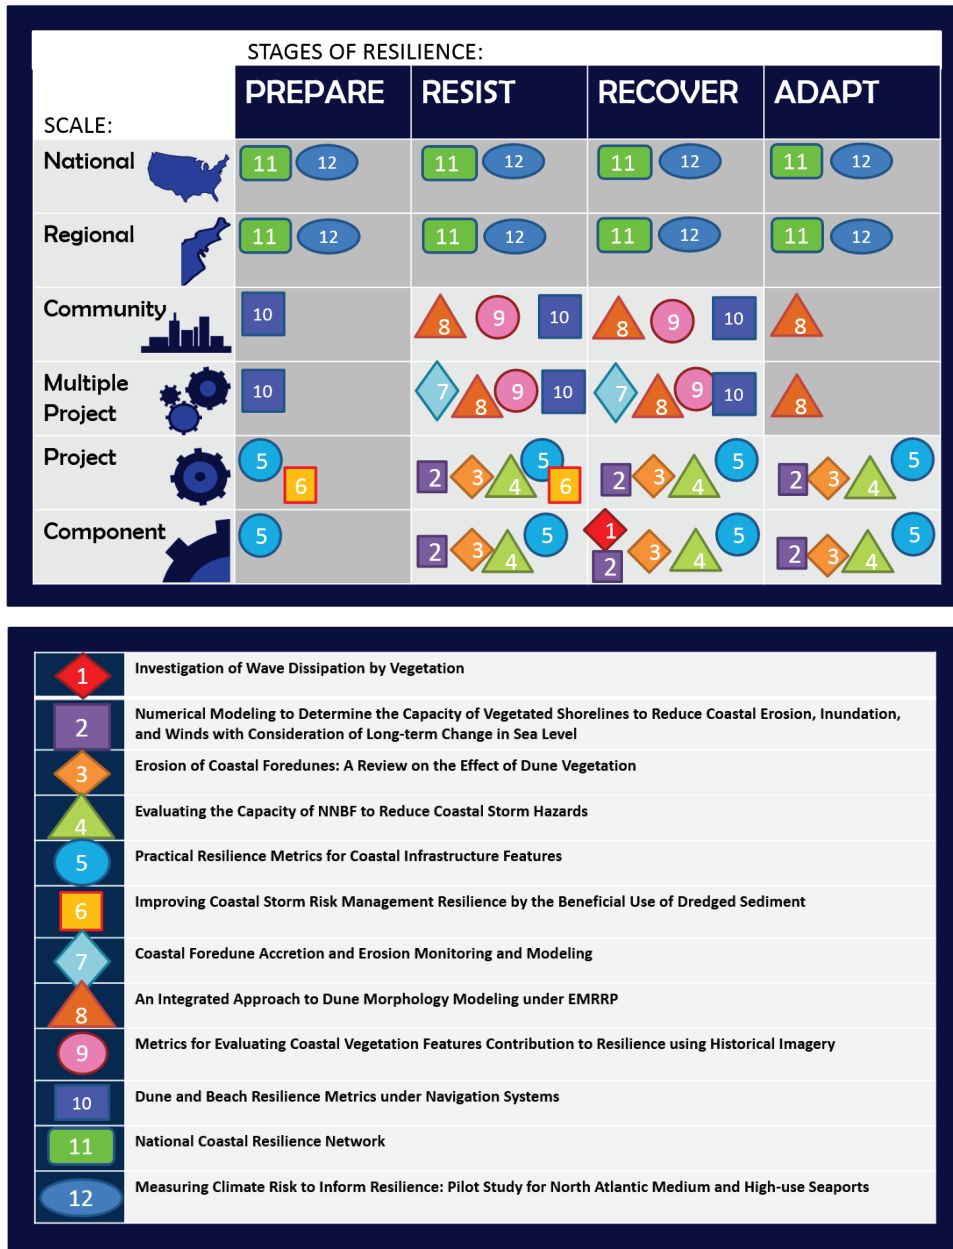 STAGES OF RESILIENCE:
SCALE:
PREPARE RESIST RECOVER ADAPT
National 11 12 11 12 11 12 11 12
Regional 11 12 11 12 11 12 11 12
Community 10 8 9 10 8 9 10 8
Multiple
Project 10 7 8 9 10 7 8 9 10 8
Project 5 6 2 3 4 5 6 2 3 4 5 2 3 4 5
Component 5 2 3 4 5 1 2 3 4 5 2 3 4 5
1 Investigation of Wave Dissipation by Vegetation
2 Numerical Modeling to Determine the Capacity of Vegetated Shorelines to Reduce Coastal Erosion, Inundation,
and Winds with Consideration of Long-term Change in Sea Level
3 Erosion of Coastal Foredunes: A Review on the Effect of Dune Vegetation
4 Evaluating the Capacity of NNBF to Reduce Coastal Storm Hazards
5 Practical Resilience Metrics for Coastal Infrastructure Features
6 Improving Coastal Storm Risk Management Resilience by the Beneficial Use of Dredged Sediment
7 Coastal Foredune Accretion and Erosion Monitoring and Modeling
8 An Integrated Approach to Dune Morphology Modeling under EMRRP
9 Metrics for Evaluating Coastal Vegetation Features Contribution to Resilience using Historical Imagery
10 Dune and Beach Resilience Metrics under Navigation Systems
11 National Coastal Resilience Network
12 Measuring Climate Risk to Inform Resilience: Pilot Study for North Atlantic Medium and High-use Seaports